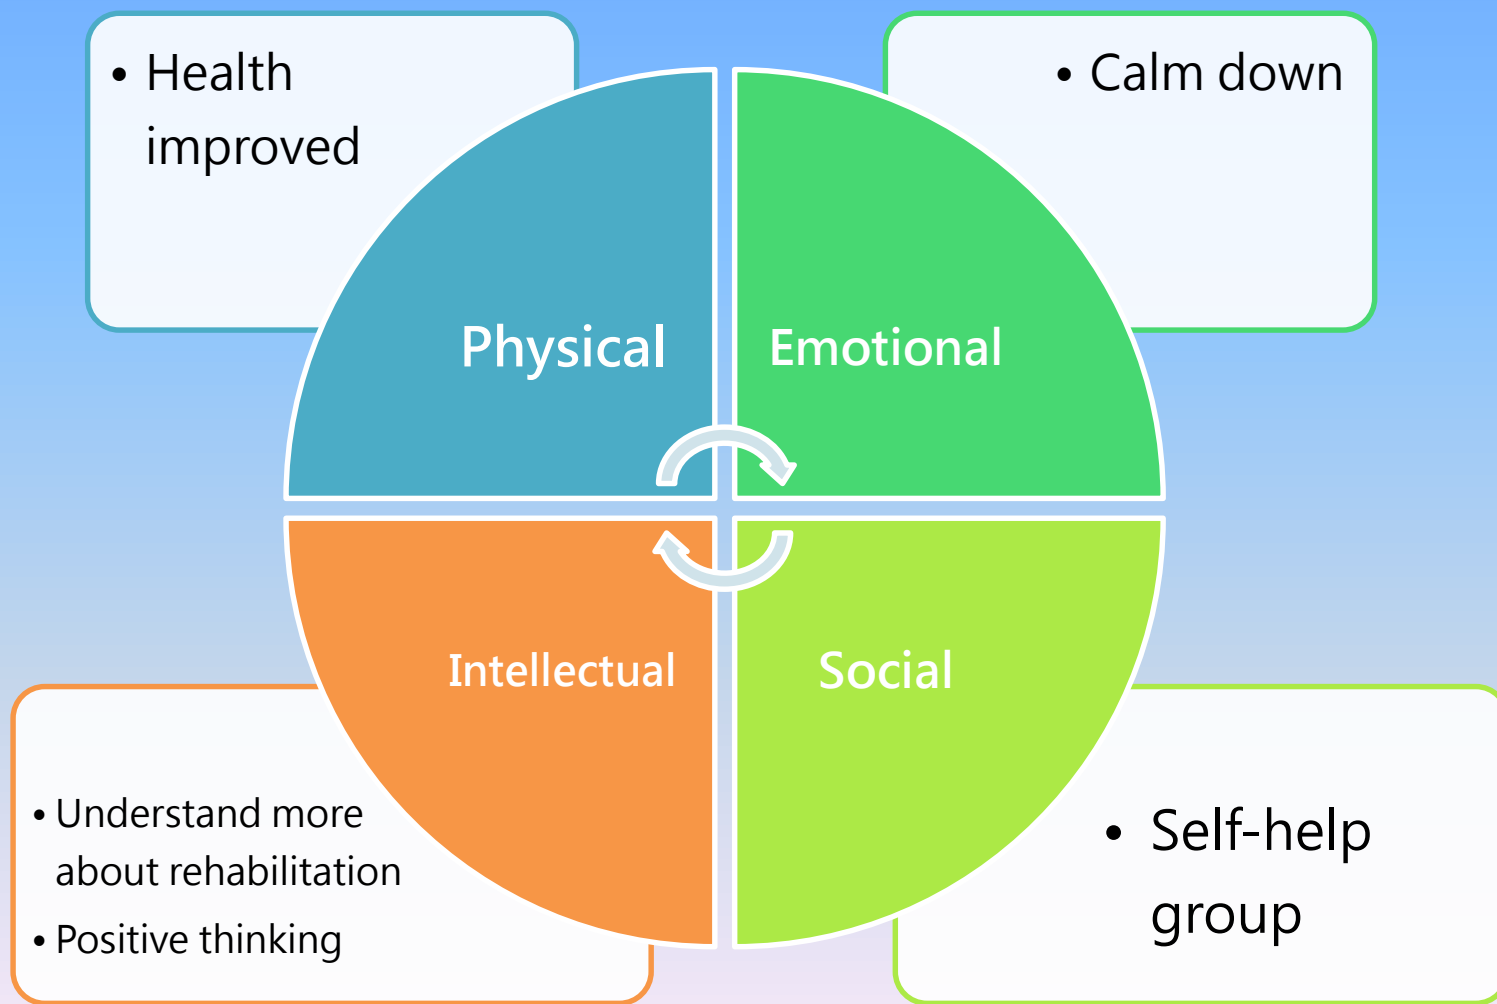 • Health
improved
• Calm down
Physical
Emotional
Intellectual
Social
• Understand more
about rehabilitation
• Positive thinking
• Self-help
group